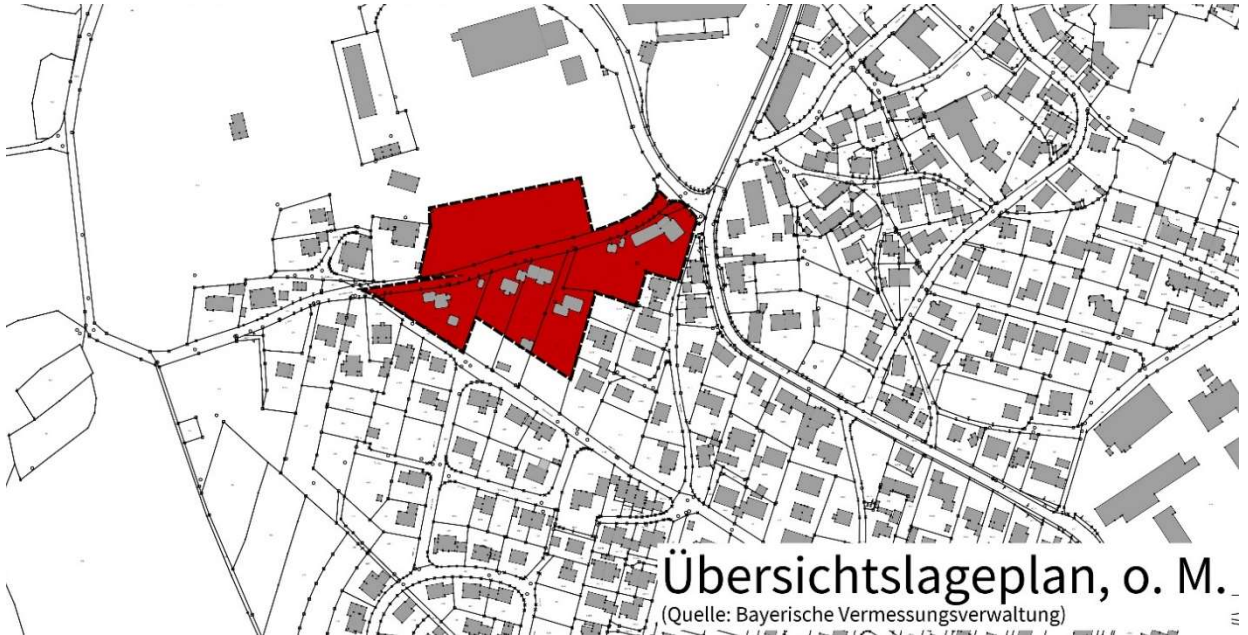 Übersichtslageplan, o. M.
(Quelle: Bayerische Vermessungsverwaltung)